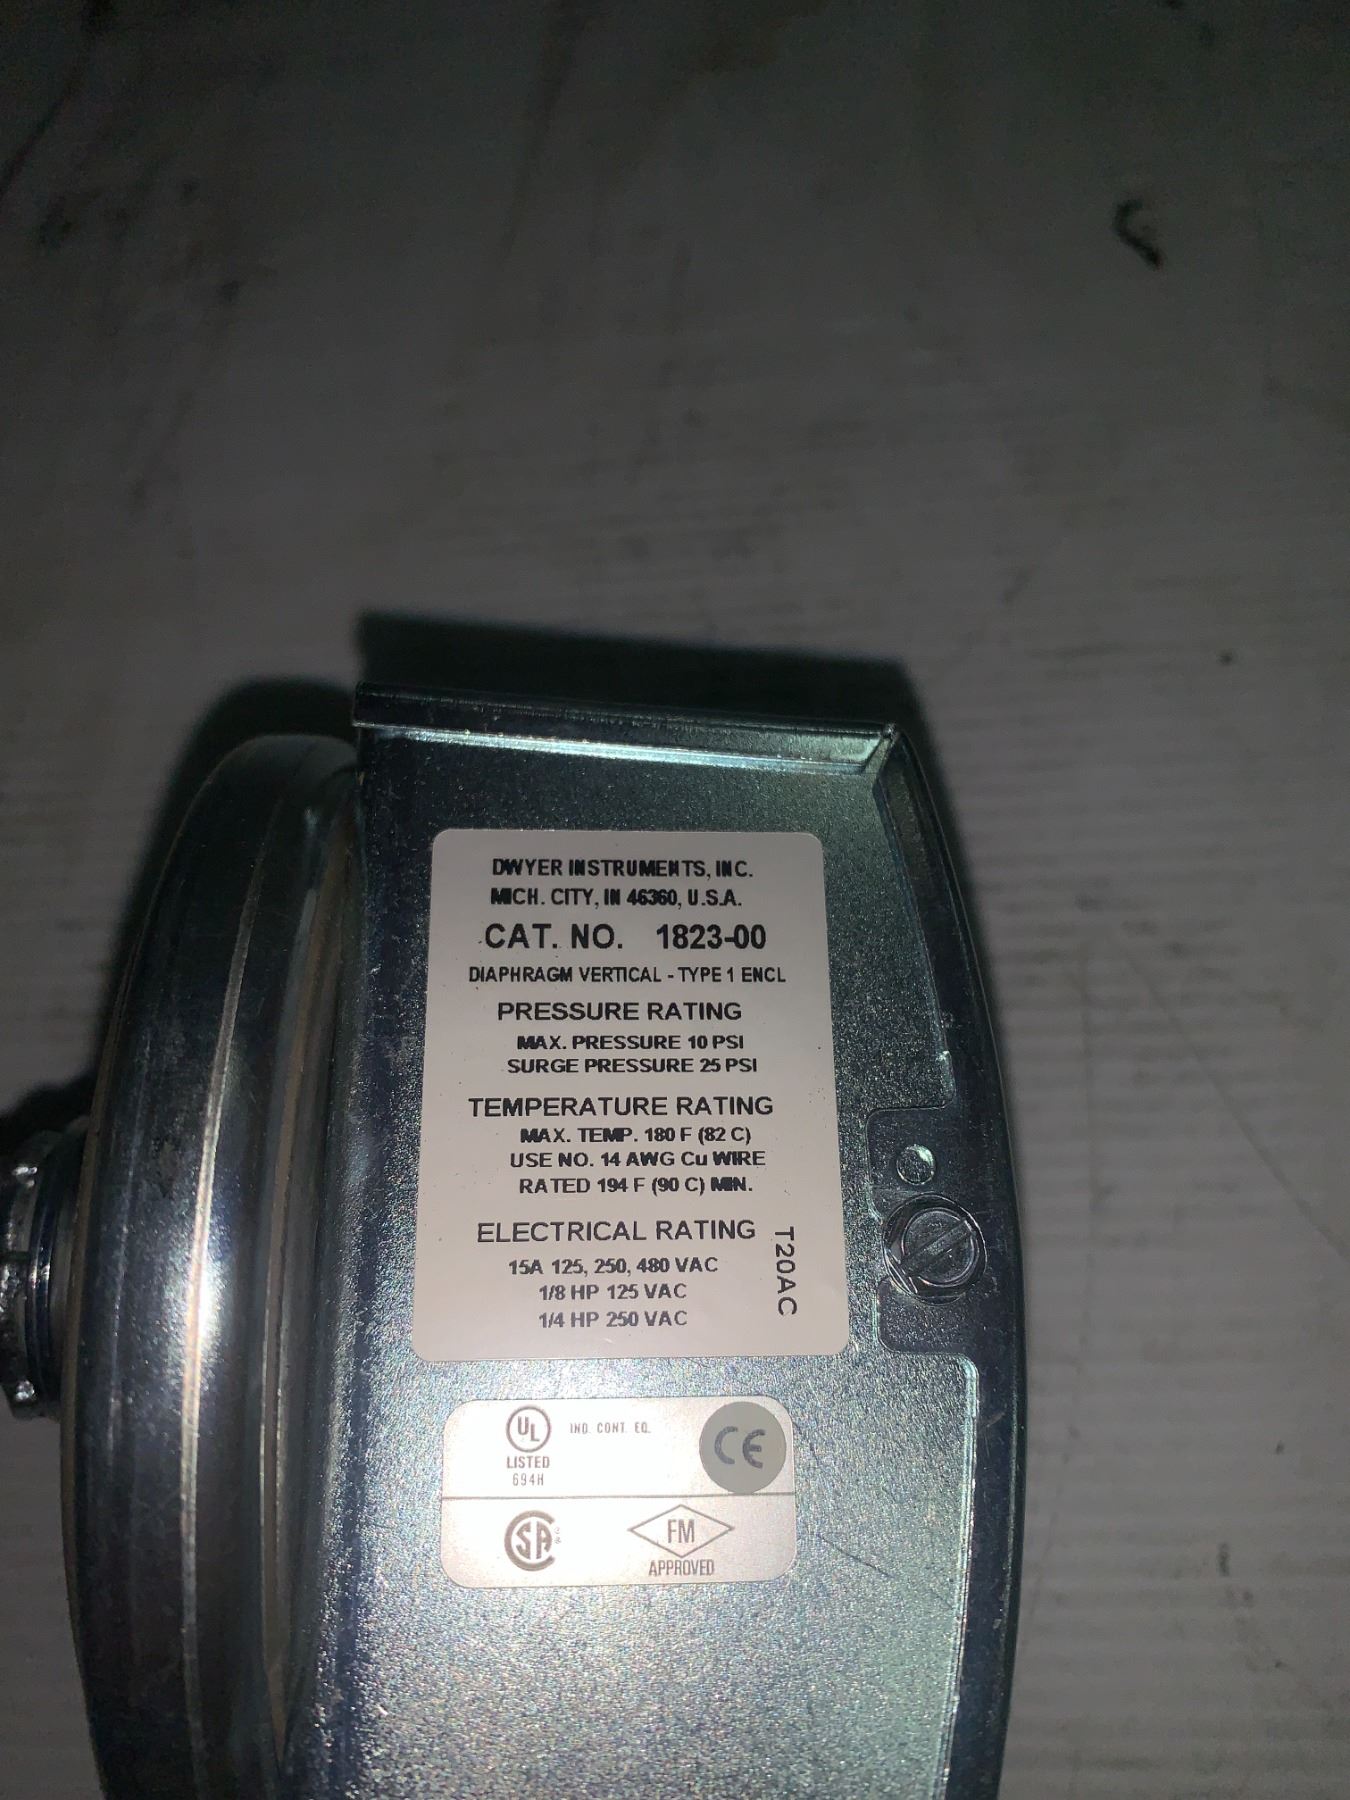 DWYER INSTRUMENTS, INC.
MICH. CITY, IN 46360, U.S.A.
CAT. NO. 1823-00
DIAPHRAGM VERTICAL - TYPE 1 ENCL
PRESSURE RATING
MAX. PRESSURE 10 PSI
SURGE PRESSURE 25 PSI
TEMPERATURE RATING
MAX. TEMP. 180 F (82 C)
USE NO. 14 AWG Cu WIRE
RATED 194 F (90 C) MIN.
ELECTRICAL RATING
15A 125, 250, 480 VAC
1/8 HP 125 VAC
1/4 HP 250 VAC
T20AC
UL
IND. CONT. EQ.
LISTED
694H
CE
SA
FM
APPROVED